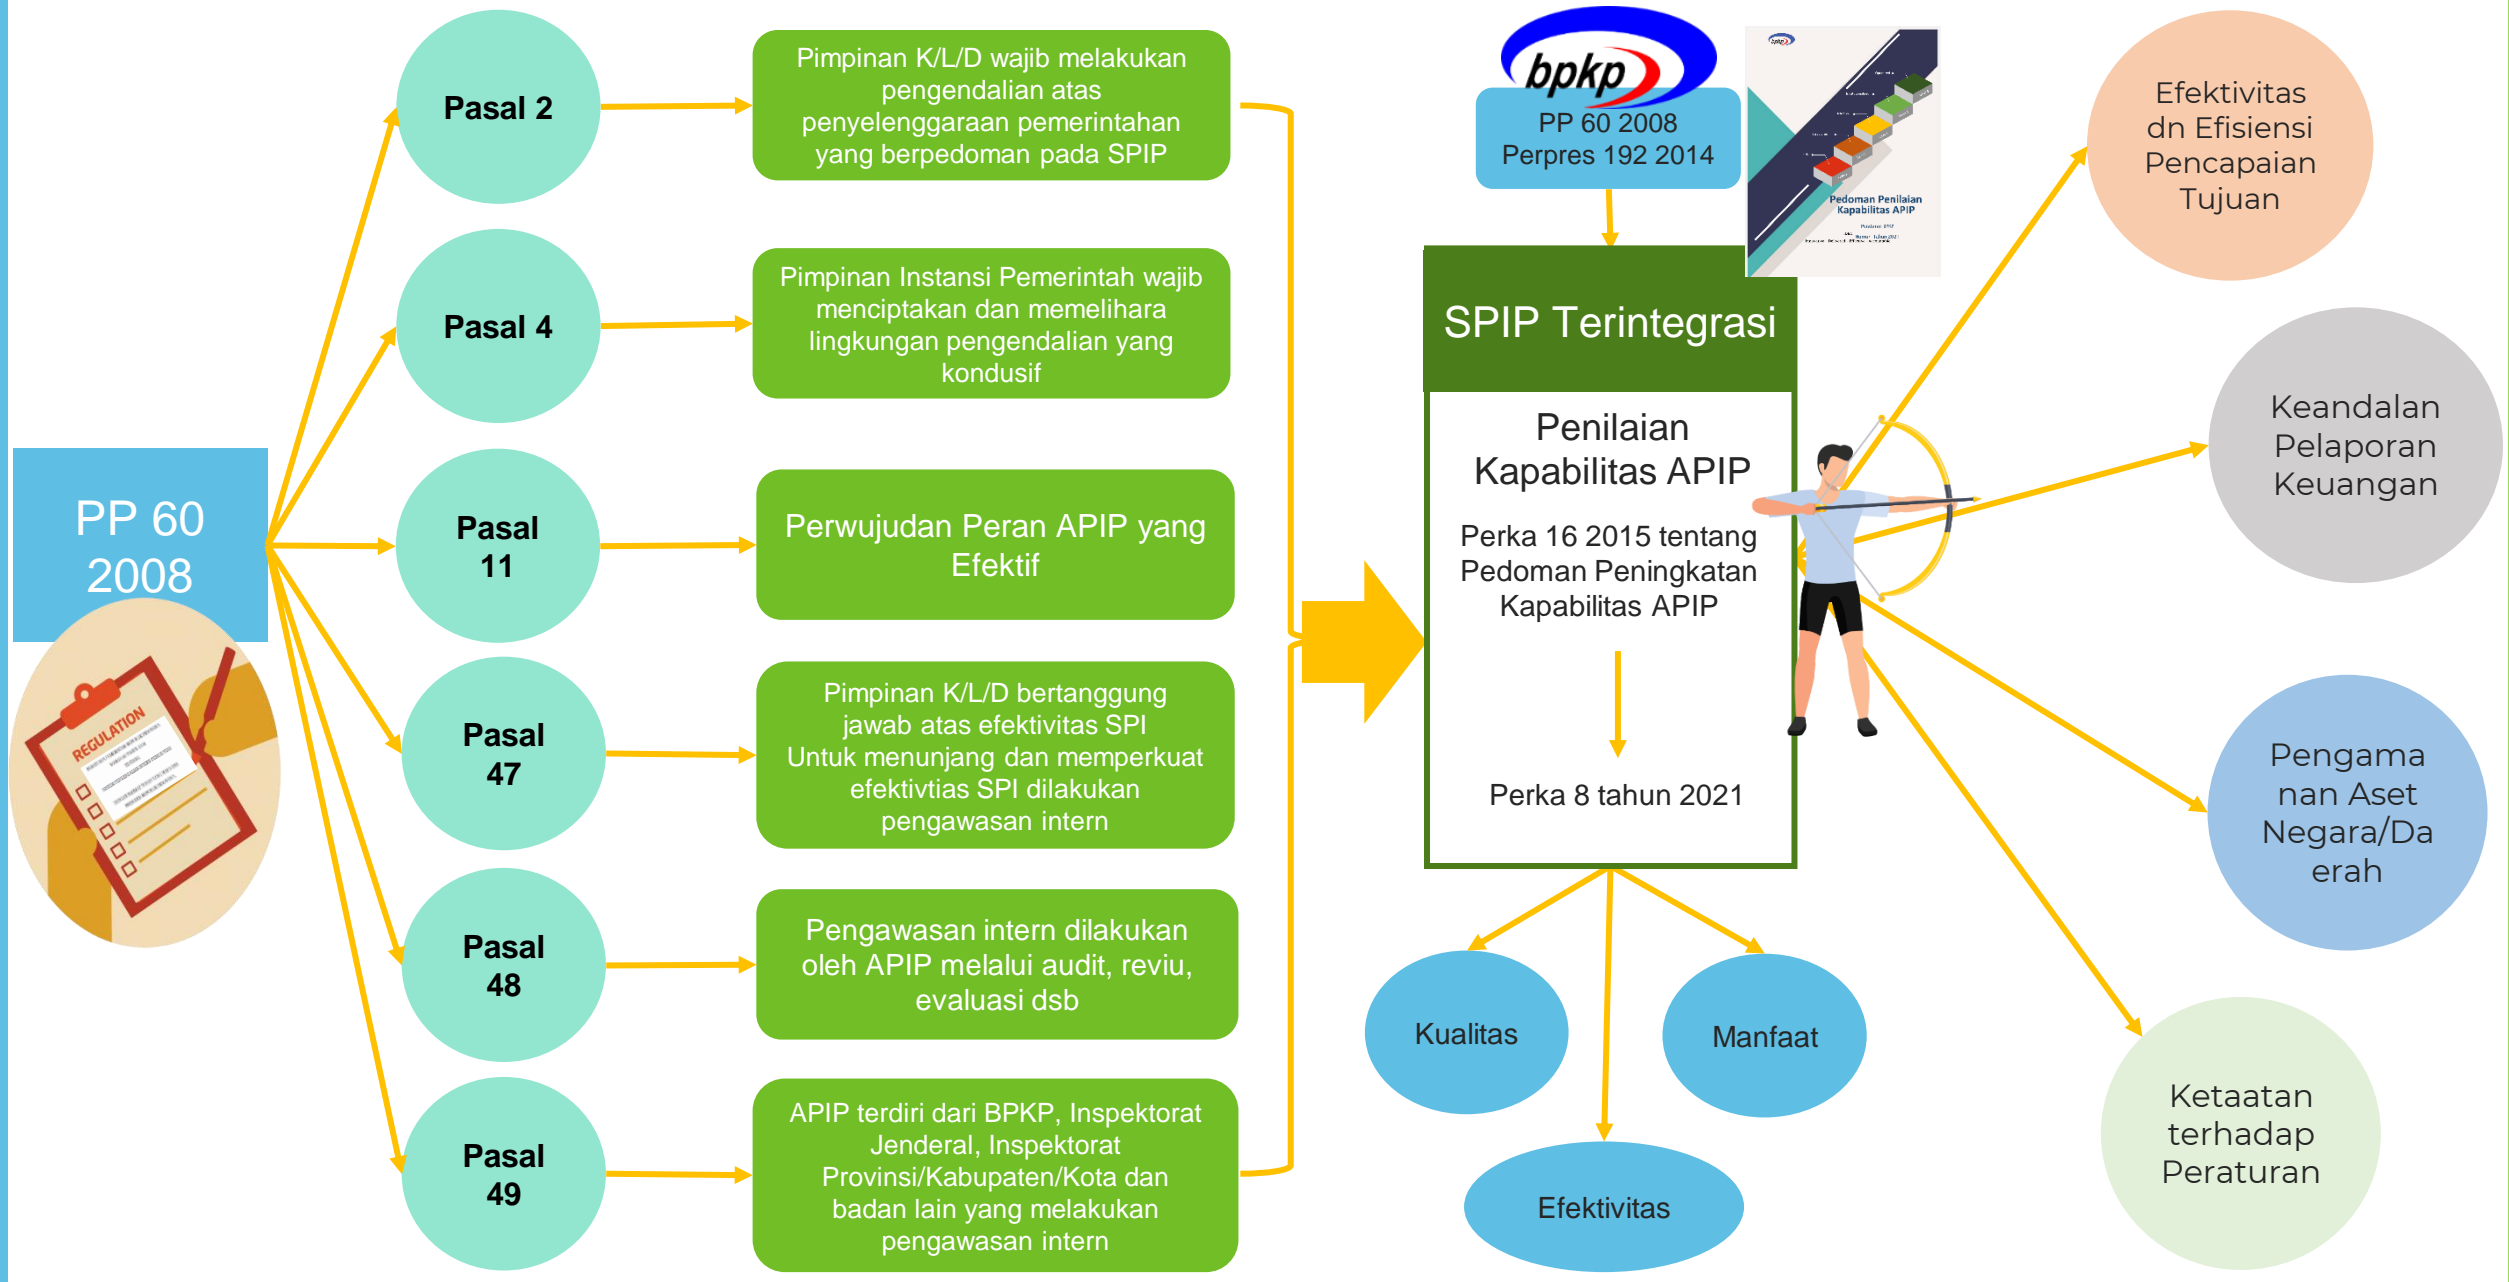 PP 60
2008
REGULATION
Pasal 2
Pimpinan K/L/D wajib melakukan
pengendalian atas
penyelenggaraan pemerintahan
yang berpedoman pada SPIP
Pasal 4
Pimpinan Instansi Pemerintah wajib
menciptakan dan memelihara
lingkungan pengendalian yang
kondusif
Pasal
11
Perwujudan Peran APIP yang
Efektif
Pasal
47
Pimpinan K/L/D bertanggung
jawab atas efektivitas SPI
Untuk menunjang dan memperkuat
efektivtias SPI dilakukan
pengawasan intern
Pasal
48
Pengawasan intern dilakukan
oleh APIP melalui audit, reviu,
evaluasi dsb
Pasal
49
APIP terdiri dari BPKP, Inspektorat
Jenderal, Inspektorat
Provinsi/Kabupaten/Kota dan
badan lain yang melakukan
pengawasan intern
bpkp
PP 60 2008
Perpres 192 2014
bpkp
Pedoman Penilaian
Kapabilitas APIP
SPIP Terintegrasi
Penilaian
Kapabilitas APIP
Perka 16 2015 tentang
Pedoman Peningkatan
Kapabilitas APIP
Perka 8 tahun 2021
Kualitas
Manfaat
Efektivitas
Efektivitas
dn Efisiensi
Pencapaian
Tujuan
Keandalan
Pelaporan
Keuangan
Pengama
nan Aset
Negara/Da
erah
Ketaatan
terhadap
Peraturan